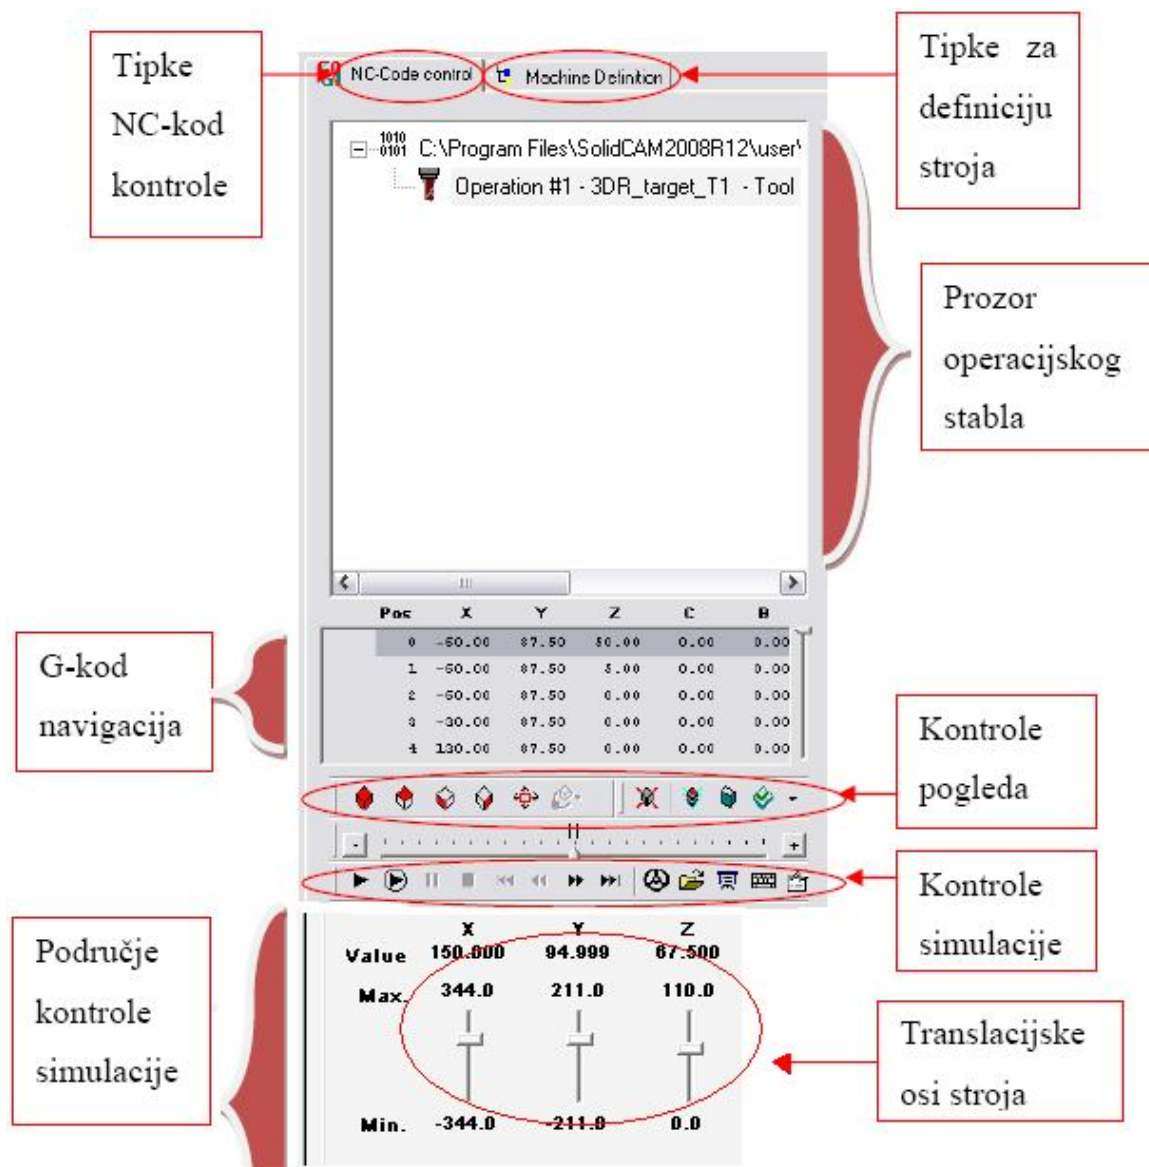 Tipke
NC-kod
kontrole
NC-Code control
Machine Definition
Tipke za
definiciju
stroja
1010
0101
C:\Program Files\SolidCAM2008R12\user\
Operation #1 - 3DR_target_T1 - Tool
Prozor
operacijskog
stabla
Pos X Y Z C B
0 -60.00 87.50 50.00 0.00 0.00
1 -60.00 87.50 5.00 0.00 0.00
2 -60.00 87.50 0.00 0.00 0.00
3 -30.00 87.50 0.00 0.00 0.00
4 130.00 87.50 0.00 0.00 0.00
G-kod
navigacija
Kontrole
pogleda
- +
Kontrole
simulacije
Područje
kontrole
simulacije
X Y Z
Value 150.000 94.999 67.500
Max. 344.0 211.0 110.0
Min. -344.0 -211.0 0.0
Translacijske
osi stroja